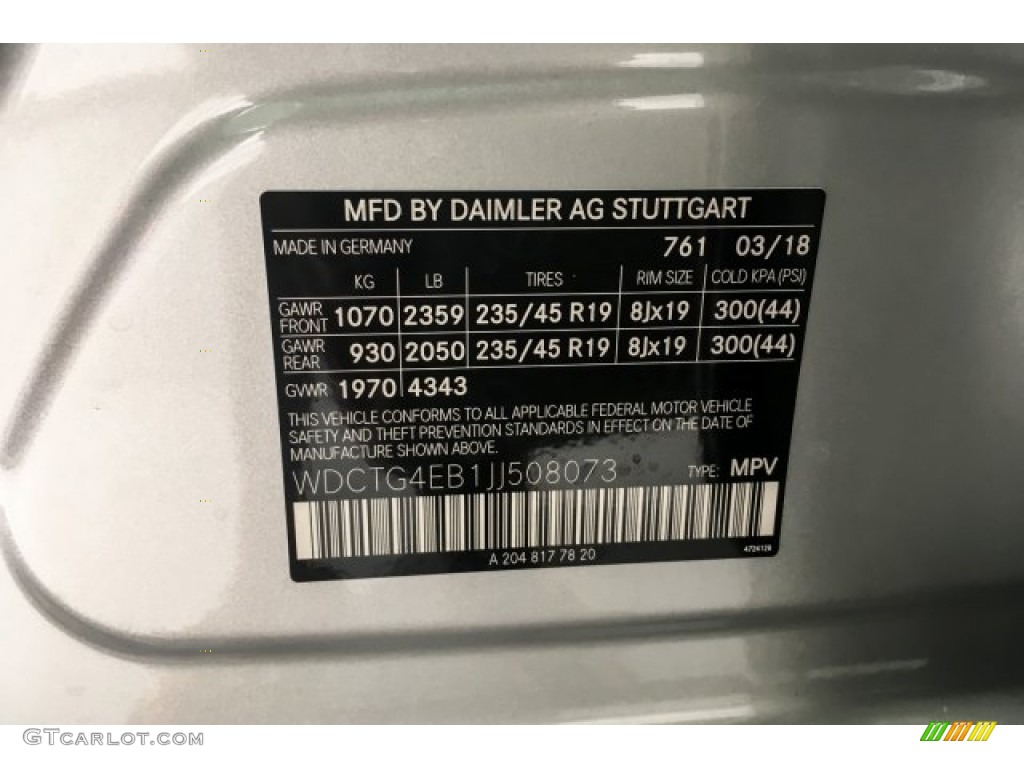 MFD BY DAIMLER AG STUTTGART
MADE IN GERMANY 761 03/18
KG LB TIRES RIM SIZE COLD KPA (PSI)
GAWR FRONT 1070 2359 235/45 R19 8Jx19 300(44)
GAWR REAR 930 2050 235/45 R19 8Jx19 300(44)
GVWR 1970 4343
THIS VEHICLE CONFORMS TO ALL APPLICABLE FEDERAL MOTOR VEHICLE
SAFETY AND THEFT PREVENTION STANDARDS IN EFFECT ON THE DATE OF
MANUFACTURE SHOWN ABOVE.
WDCTG4EB1JJ508073 TYPE: MPV
A 204 817 78 20 4724128
GTcarlot.com